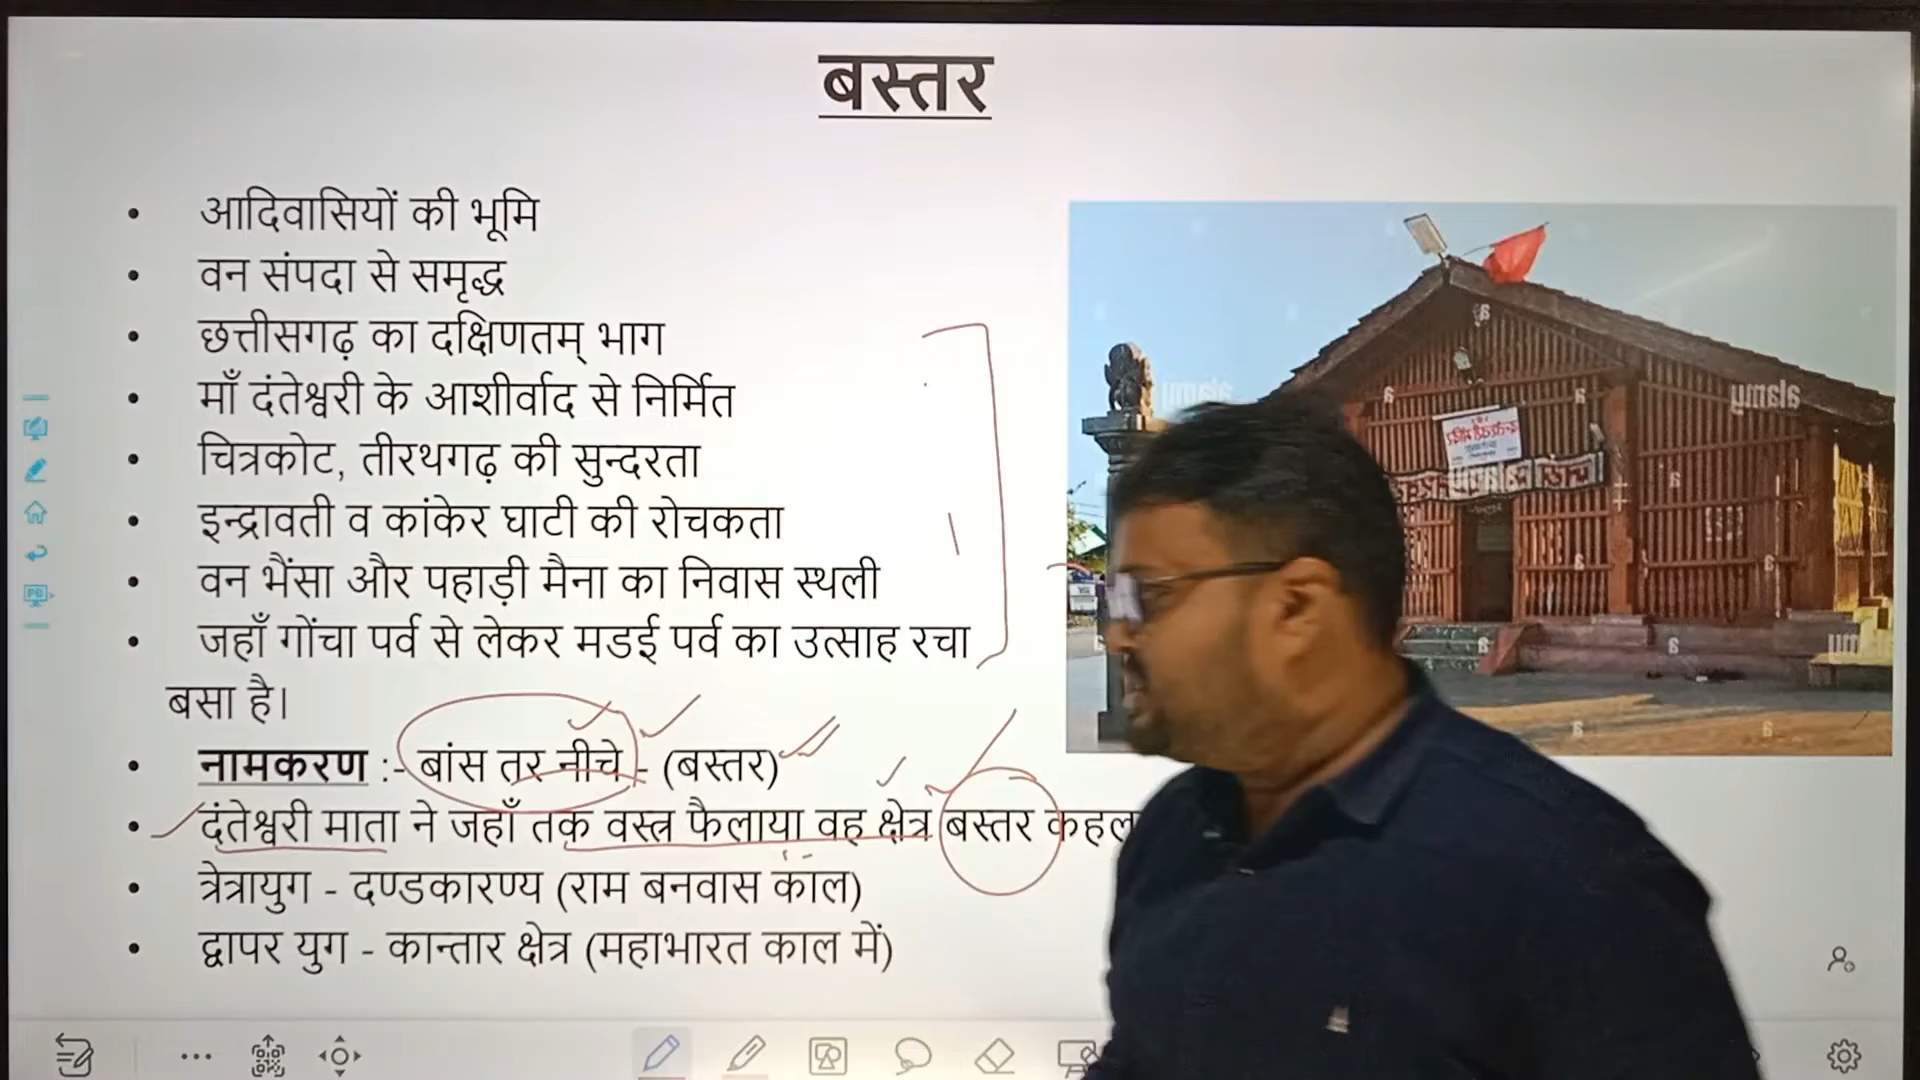 बस्तर
• आदिवासियों की भूमि
• वन संपदा से समृद्ध
• छत्तीसगढ़ का दक्षिणतम् भाग
• माँ दंतेश्वरी के आशीर्वाद से निर्मित
• चित्रकोट, तीरथगढ़ की सुन्दरता
• इन्द्रावती व कांकेर घाटी की रोचकता
• वन भैंसा और पहाड़ी मैना का निवास स्थली
• जहाँ गोंचा पर्व से लेकर मडई पर्व का उत्साह रचा
बसा है।
• नामकरण :- बांस तर नीचे - (बस्तर)
• दंतेश्वरी माता ने जहाँ तक वस्त्र फैलाया वह क्षेत्र बस्तर
• त्रेत्रायुग - दण्डकारण्य (राम बनवास काल)
• द्वापर युग - कान्तार क्षेत्र (महाभारत काल में)
alamy